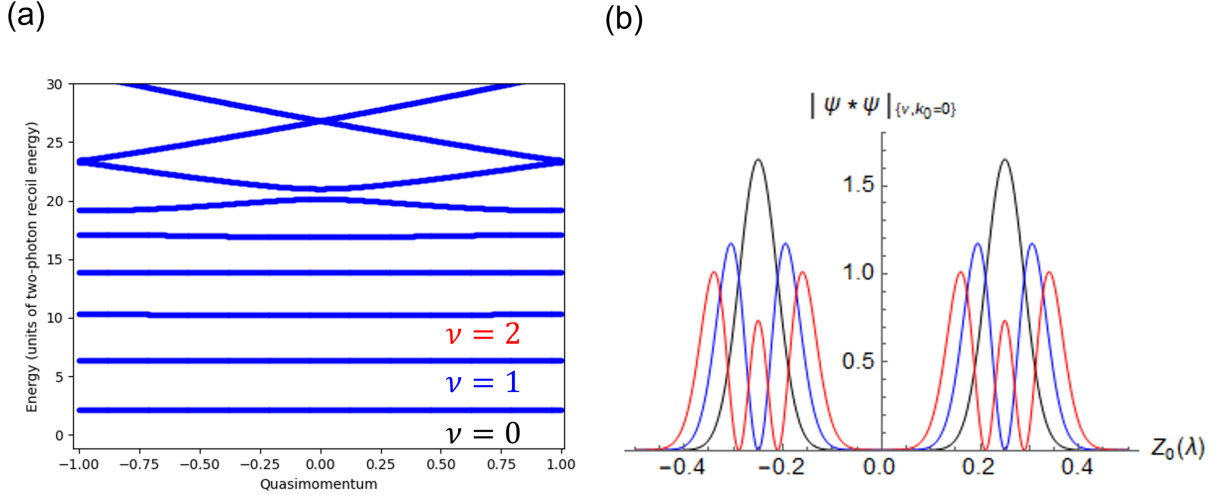 (a)
(b)
Energy (units of two-photon recoil energy)
30
25
20
15
10
5
0
ν = 2
ν = 1
ν = 0
−1.00 −0.75 −0.50 −0.25 0.00 0.25 0.50 0.75 1.00
Quasimomentum
| ψ * ψ |{ν,k0=0}
1.5
1.0
0.5
−0.4 −0.2 0.0 0.2 0.4
Z0(λ)